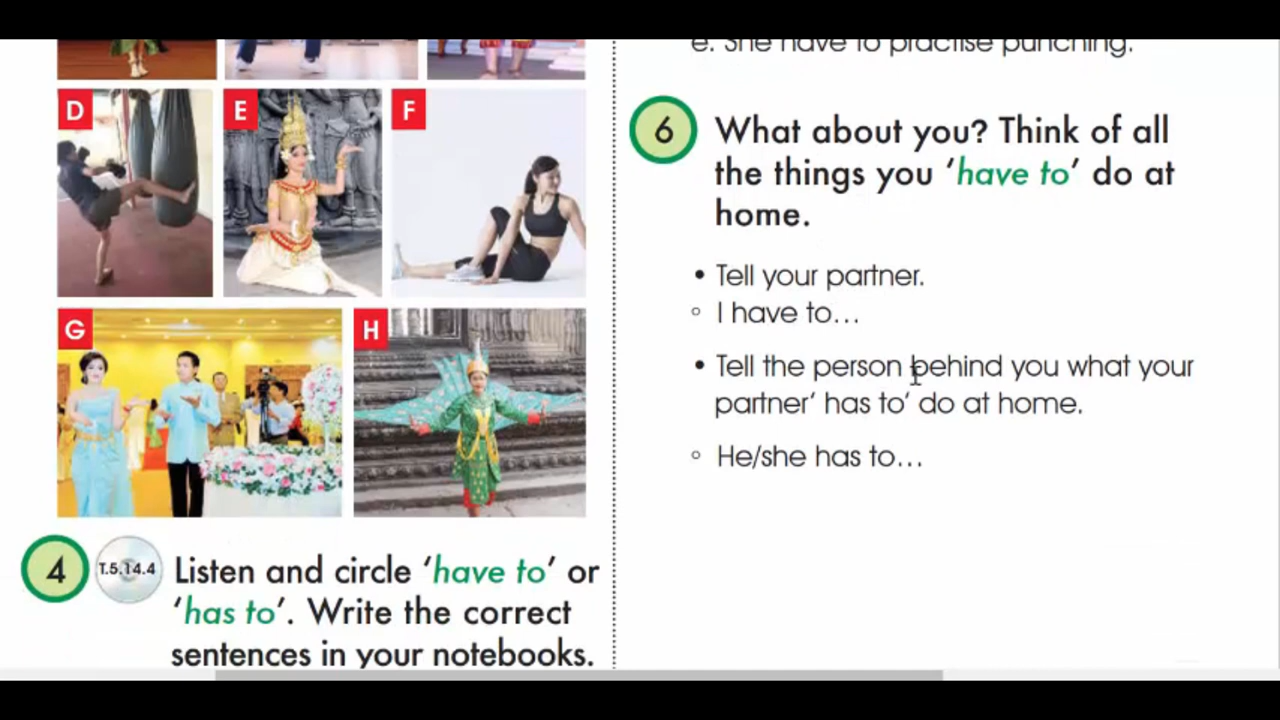 D
E
F
G
H
4
T.5.14.4
Listen and circle ‘have to’ or
‘has to’. Write the correct
sentences in your notebooks.
e. She have to practise punching.
6
What about you? Think of all
the things you ‘have to’ do at
home.
• Tell your partner.
◦ I have to…
• Tell the person behind you what your
partner’ has to’ do at home.
◦ He/she has to…